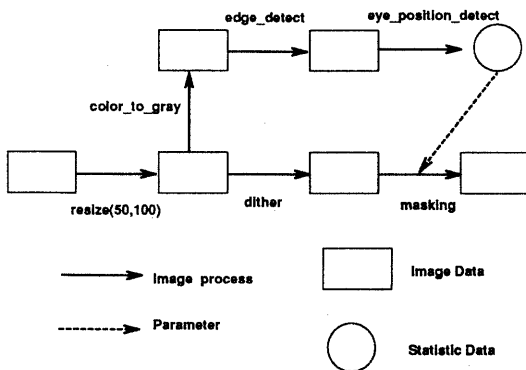 edge_detect
eye_position_detect
color_to_gray
resize(50,100)
dither
masking
Image process
Image Data
Parameter
Statistic Data